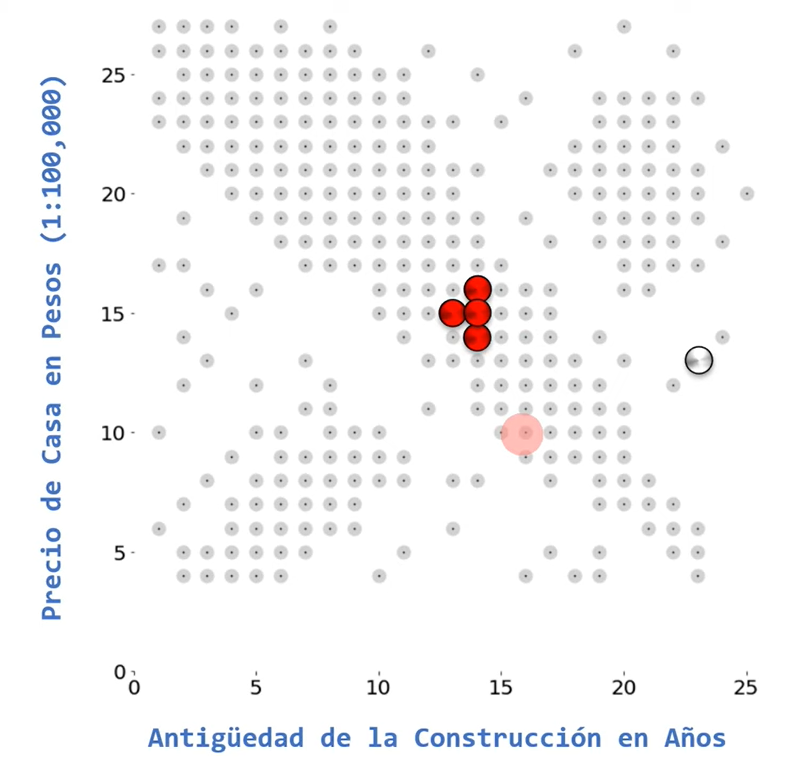 Precio de Casa en Pesos (1:100,000)
25
20
15
10
5
0
0 5 10 15 20 25
Antigüedad de la Construcción en Años